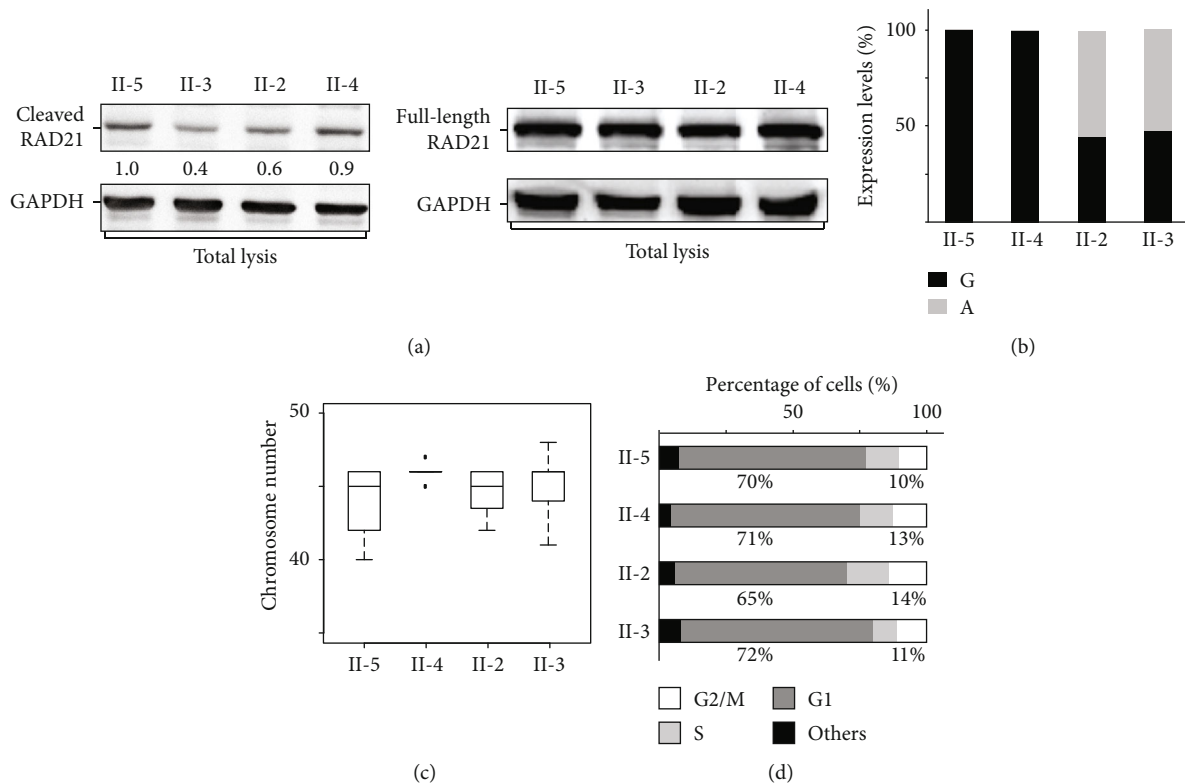 II-5 II-3 II-2 II-4
Cleaved
RAD21
1.0 0.4 0.6 0.9
GAPDH
Total lysis
II-5 II-3 II-2 II-4
Full-length
RAD21
GAPDH
Total lysis
(a)
Expression levels (%)
100
50
II-5 II-4 II-2 II-3
G
A
(b)
Chromosome number
50
40
II-5 II-4 II-2 II-3
(c)
Percentage of cells (%)
50 100
II-5
70% 10%
II-4
71% 13%
II-2
65% 14%
II-3
72% 11%
G2/M G1
S Others
(d)